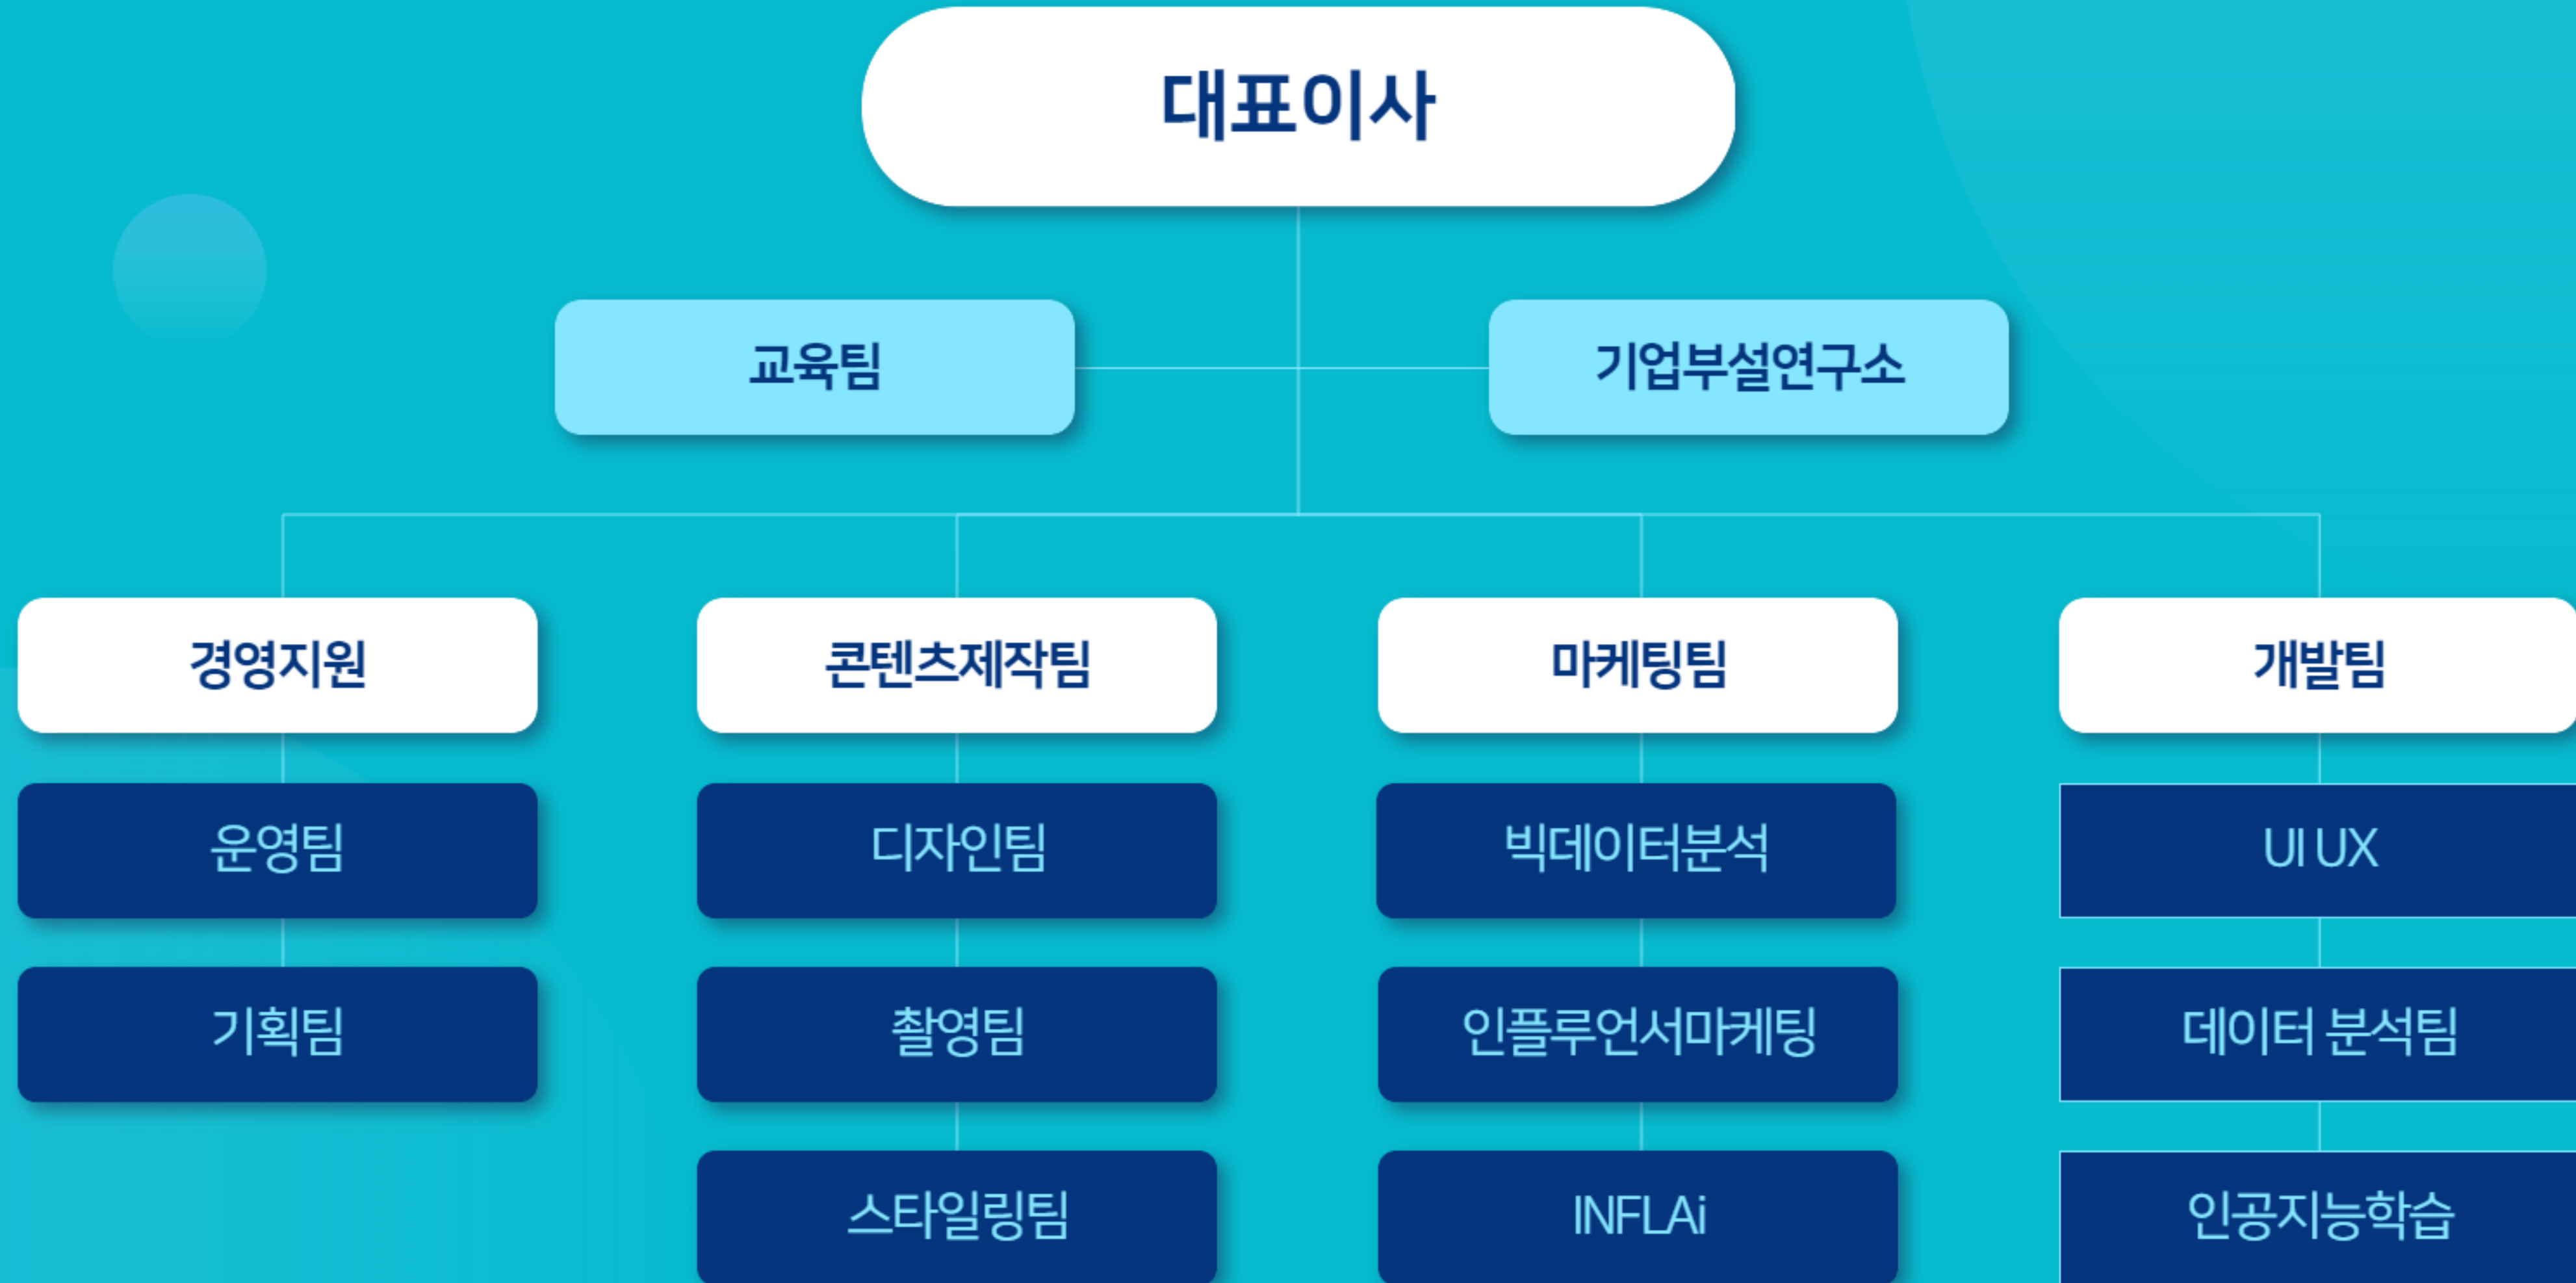 대표이사
교육팀
기업부설연구소
경영지원
콘텐츠제작팀
마케팅팀
개발팀
운영팀
디자인팀
빅데이터분석
UI UX
기획팀
촬영팀
인플루언서마케팅
데이터 분석팀
스타일링팀
INFLAi
인공지능학습